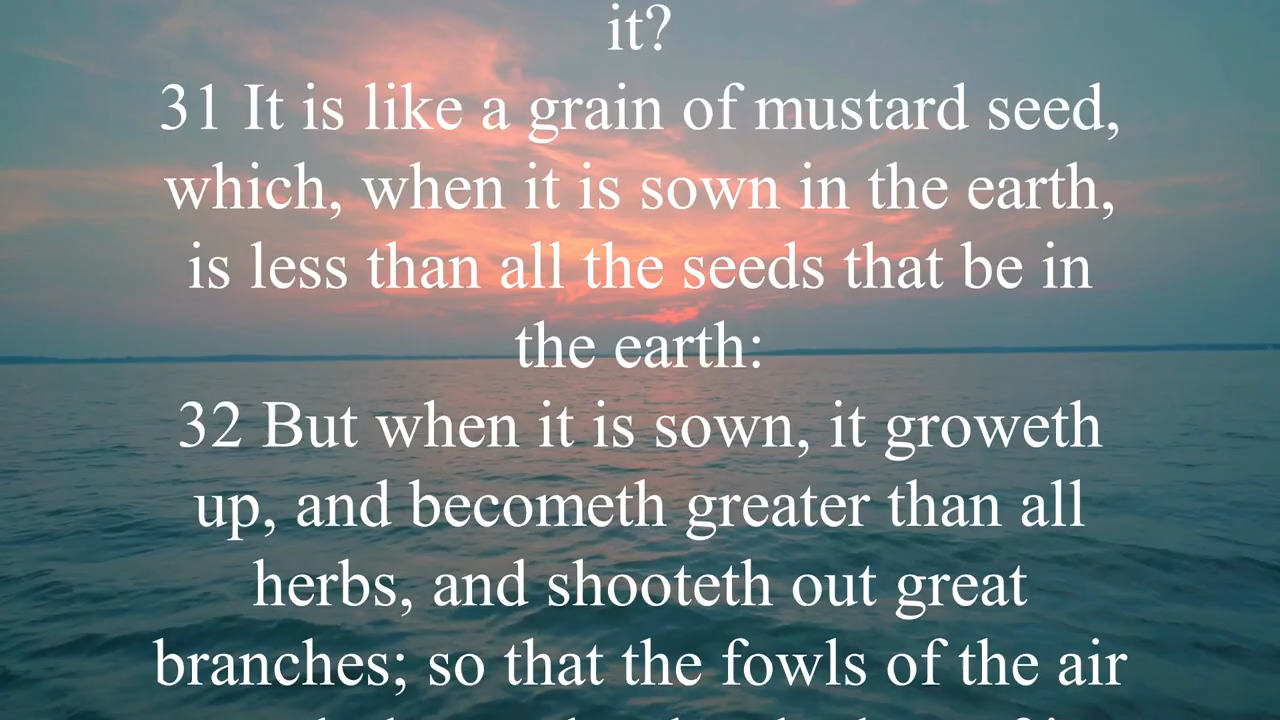 it?
31 It is like a grain of mustard seed,
which, when it is sown in the earth,
is less than all the seeds that be in
the earth:
32 But when it is sown, it groweth
up, and becometh greater than all
herbs, and shooteth out great
branches; so that the fowls of the air